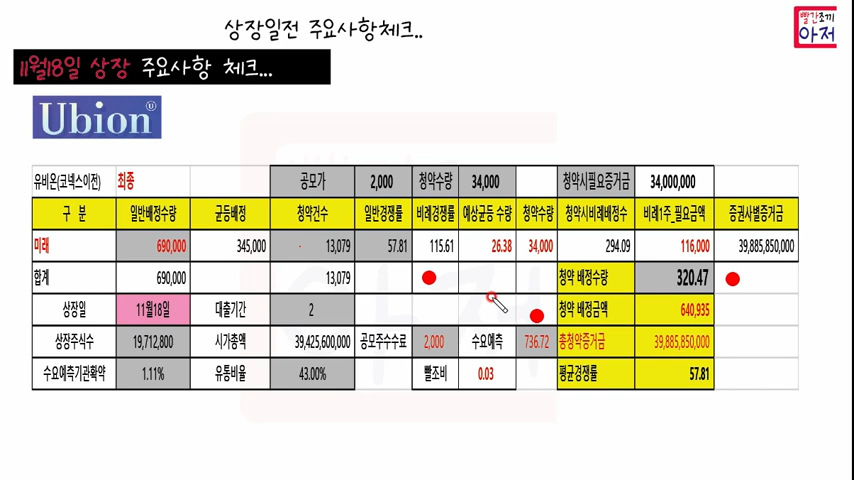 상장일전 주요사항체크..
빨간조끼
아저
11월18일 상장 주요사항 체크...
Ubion
유비온(코넥스이전) 최종 공모가 2,000 청약수량 34,000 청약시필요증거금 34,000,000
구 분 일반배정수량 균등배정 청약건수 일반경쟁률 비례경쟁률 예상균등 수량 청약수량 청약시비례배정수 비례1주_필요금액 증권사별증거금
미래 690,000 345,000 13,079 57.81 115.61 26.38 34,000 294.09 116,000 39,885,850,000
합계 690,000 13,079 청약 배정수량 320.47
상장일 11월18일 대출기간 2 청약 배정금액 640,935
상장주식수 19,712,800 시가총액 39,425,600,000 공모주수수료 2,000 수요예측 736.72 총청약증거금 39,885,850,000
수요예측기관확약 1.11% 유통비율 43.00% 빨조비 0.03 평균경쟁률 57.81